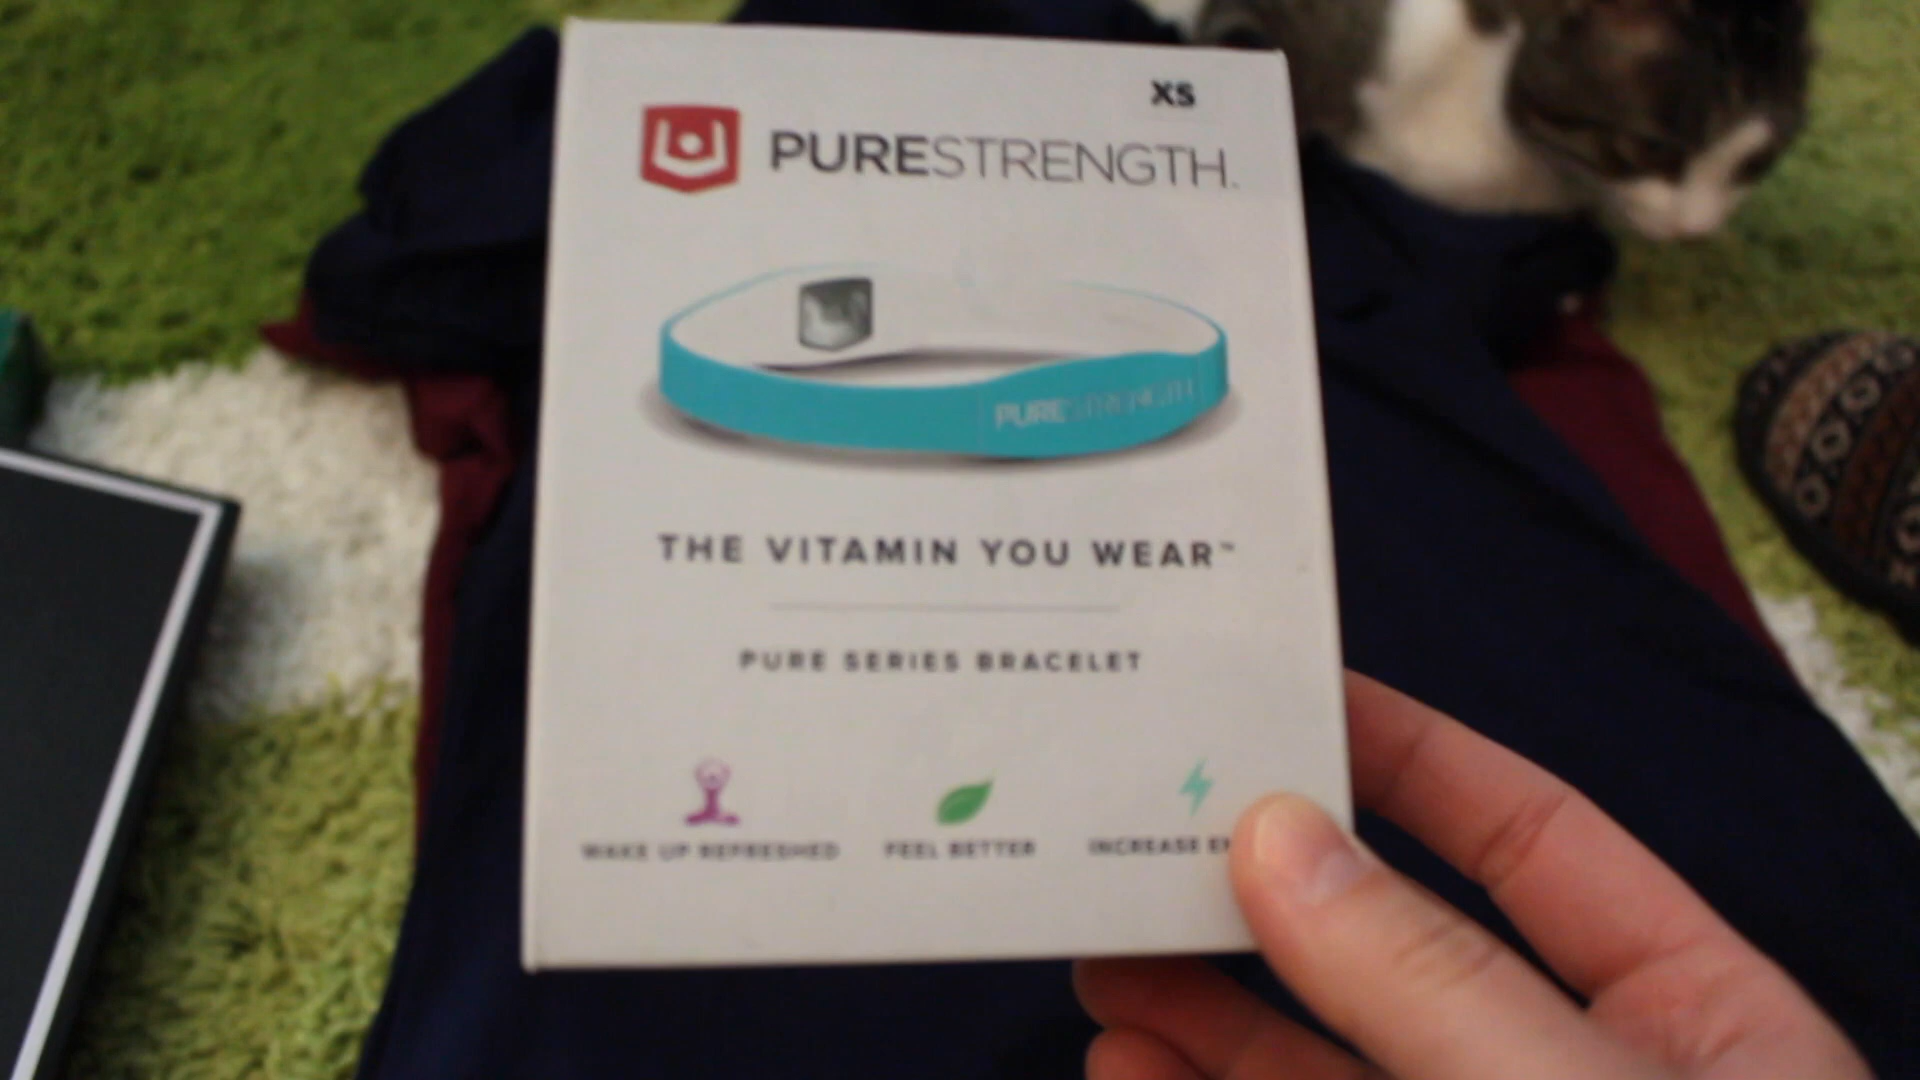 XS
PURESTRENGTH.
PURESTRENGTH
THE VITAMIN YOU WEAR™
PURE SERIES BRACELET
WAKE UP REFRESHED FEEL BETTER INCREASE